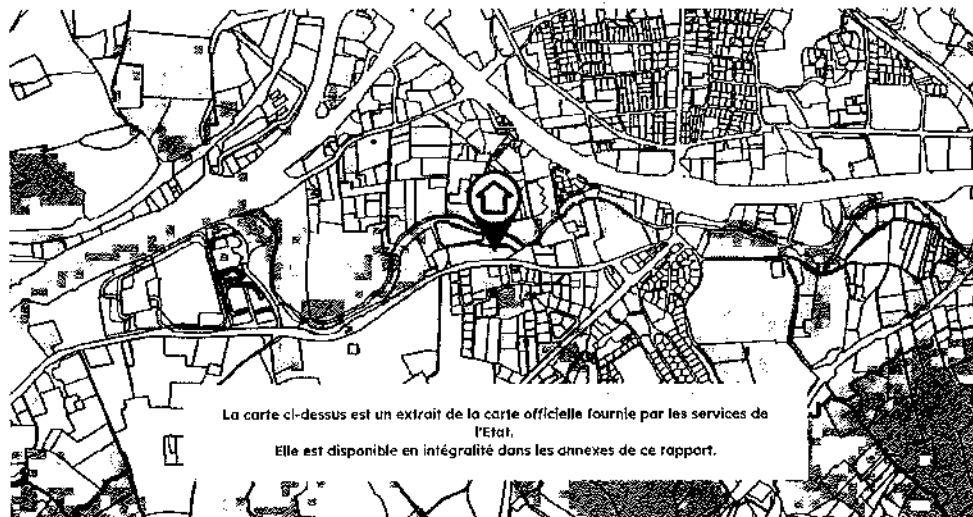 La carte ci-dessus est un extrait de la carte officielle fournie par les services de
l'Etat.
Elle est disponible en intégralité dans les annexes de ce rapport.